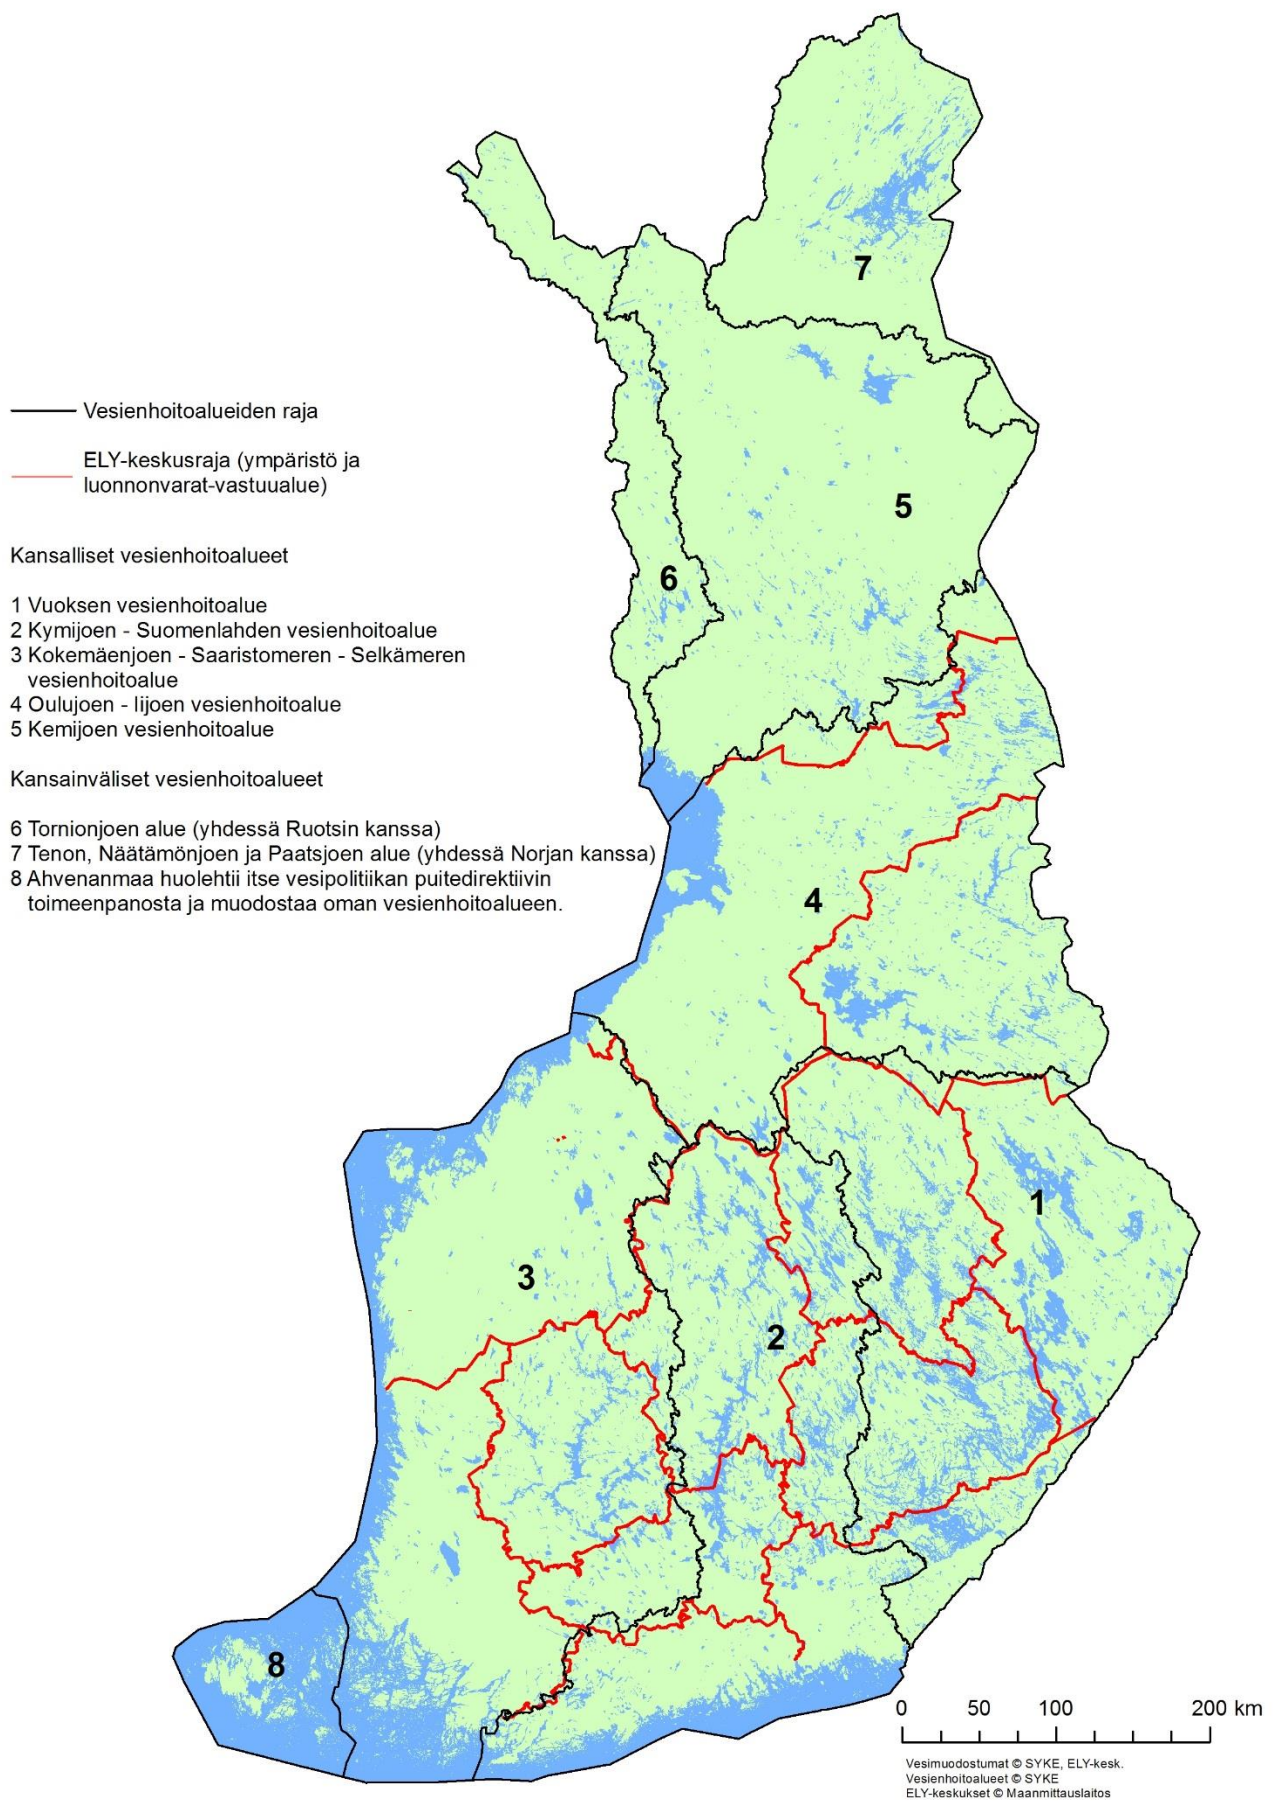 7
Vesienhoitoalueiden raja
ELY-keskusraja (ympäristö ja
luonnonvarat-vastuualue)
5
Kansalliset vesienhoitoalueet
6
1 Vuoksen vesienhoitoalue
2 Kymijoen - Suomenlahden vesienhoitoalue
3 Kokemäenjoen - Saaristomeren - Selkämeren
vesienhoitoalue
4 Oulujoen - Iijoen vesienhoitoalue
5 Kemijoen vesienhoitoalue
Kansainväliset vesienhoitoalueet
6 Tornionjoen alue (yhdessä Ruotsin kanssa)
7 Tenon, Näätämönjoen ja Paatsjoen alue (yhdessä Norjan kanssa)
8 Ahvenanmaa huolehtii itse vesipolitiikan puitedirektiivin
toimeenpanosta ja muodostaa oman vesienhoitoalueen.
4
1
3
2
8
0 50 100 200 km
Vesimuodostumat © SYKE, ELY-kesk.
Vesienhoitoalueet © SYKE
ELY-keskukset © Maanmittauslaitos